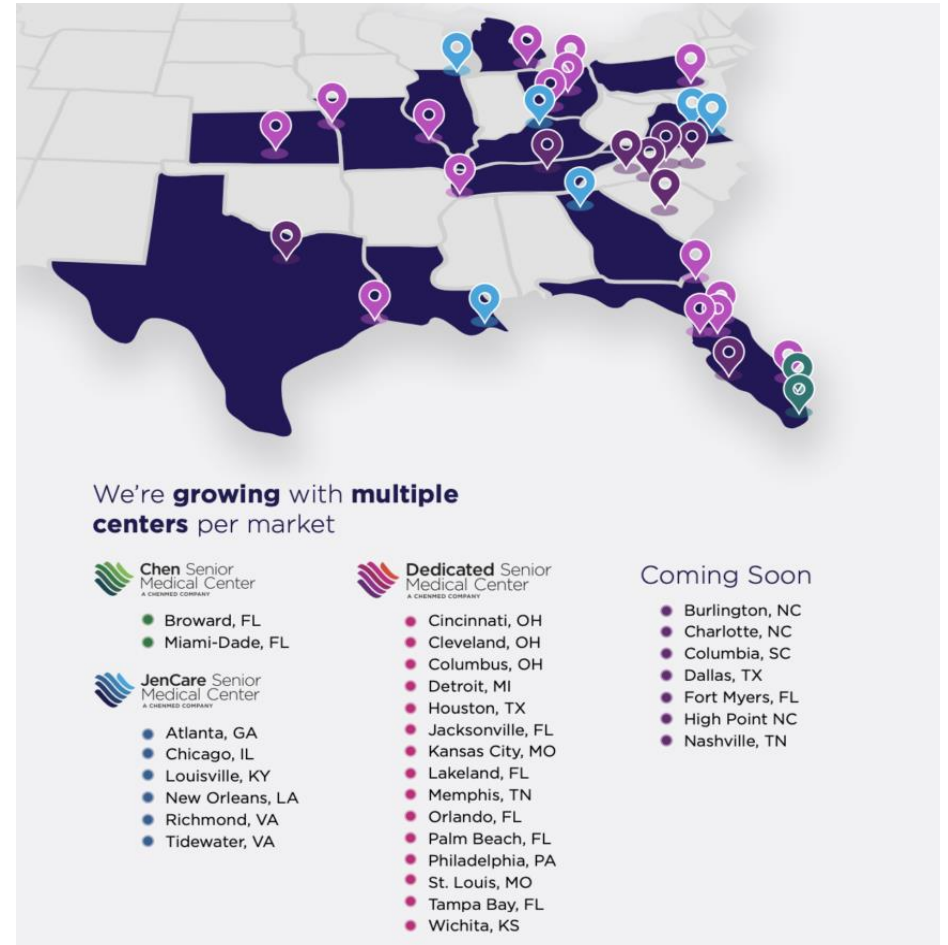 We're growing with multiple
centers per market
Chen Senior
Medical Center
A CHENMED COMPANY
Broward, FL
Miami-Dade, FL
JenCare Senior
Medical Center
A CHENMED COMPANY
Atlanta, GA
Chicago, IL
Louisville, KY
New Orleans, LA
Richmond, VA
Tidewater, VA
Dedicated Senior
Medical Center
A CHENMED COMPANY
Cincinnati, OH
Cleveland, OH
Columbus, OH
Detroit, MI
Houston, TX
Jacksonville, FL
Kansas City, MO
Lakeland, FL
Memphis, TN
Orlando, FL
Palm Beach, FL
Philadelphia, PA
St. Louis, MO
Tampa Bay, FL
Wichita, KS
Coming Soon
Burlington, NC
Charlotte, NC
Columbia, SC
Dallas, TX
Fort Myers, FL
High Point NC
Nashville, TN